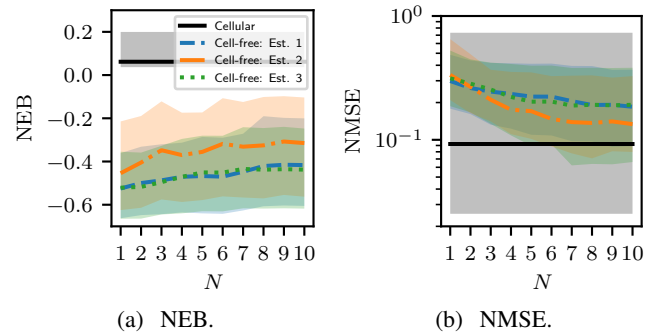 Cellular
Cell-free: Est. 1
Cell-free: Est. 2
Cell-free: Est. 3
NEB
0.2
0.0
−0.2
−0.4
−0.6
1 2 3 4 5 6 7 8 9 10
N
(a) NEB.
NMSE
10⁰
10⁻¹
1 2 3 4 5 6 7 8 9 10
N
(b) NMSE.